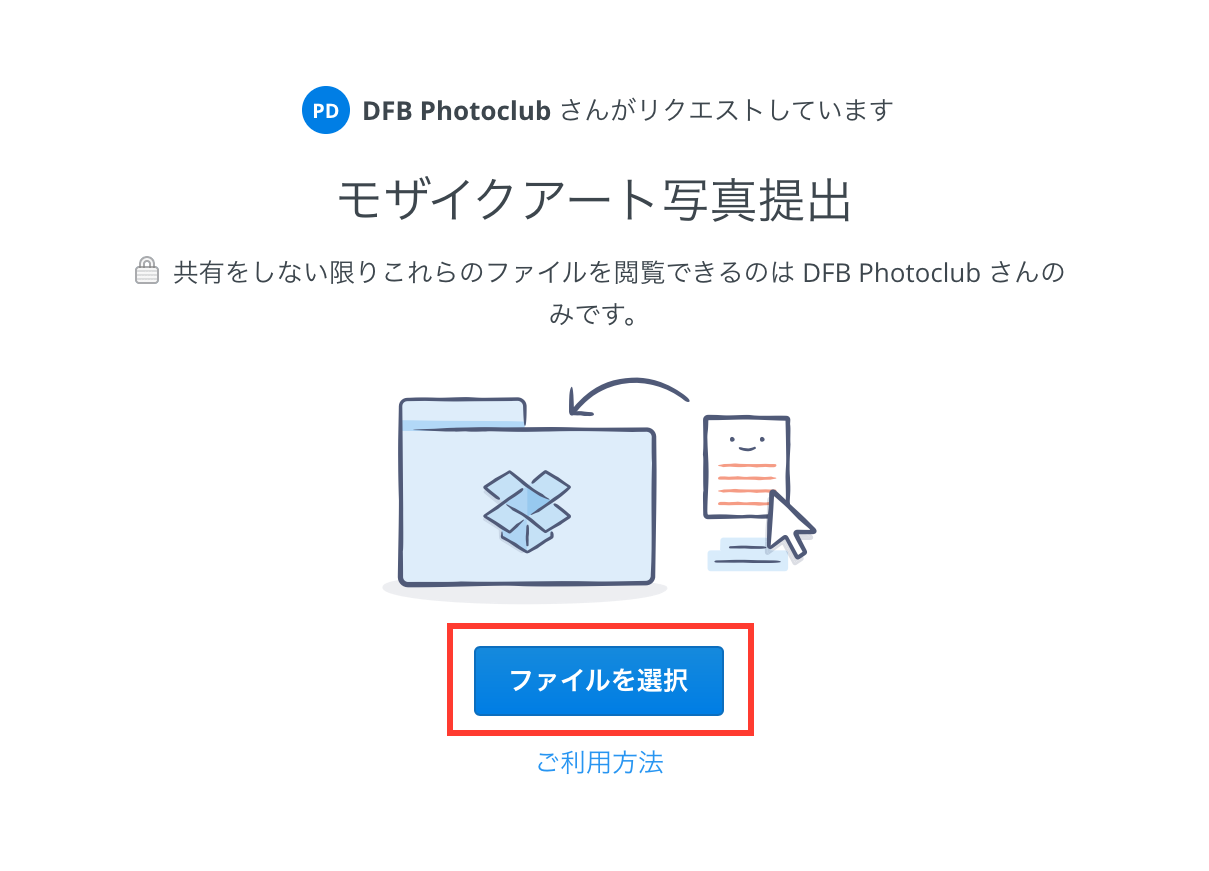 PD DFB Photoclub さんがリクエストしています
モザイクアート写真提出
共有をしない限りこれらのファイルを閲覧できるのは DFB Photoclub さんの
みです。
ファイルを選択
ご利用方法